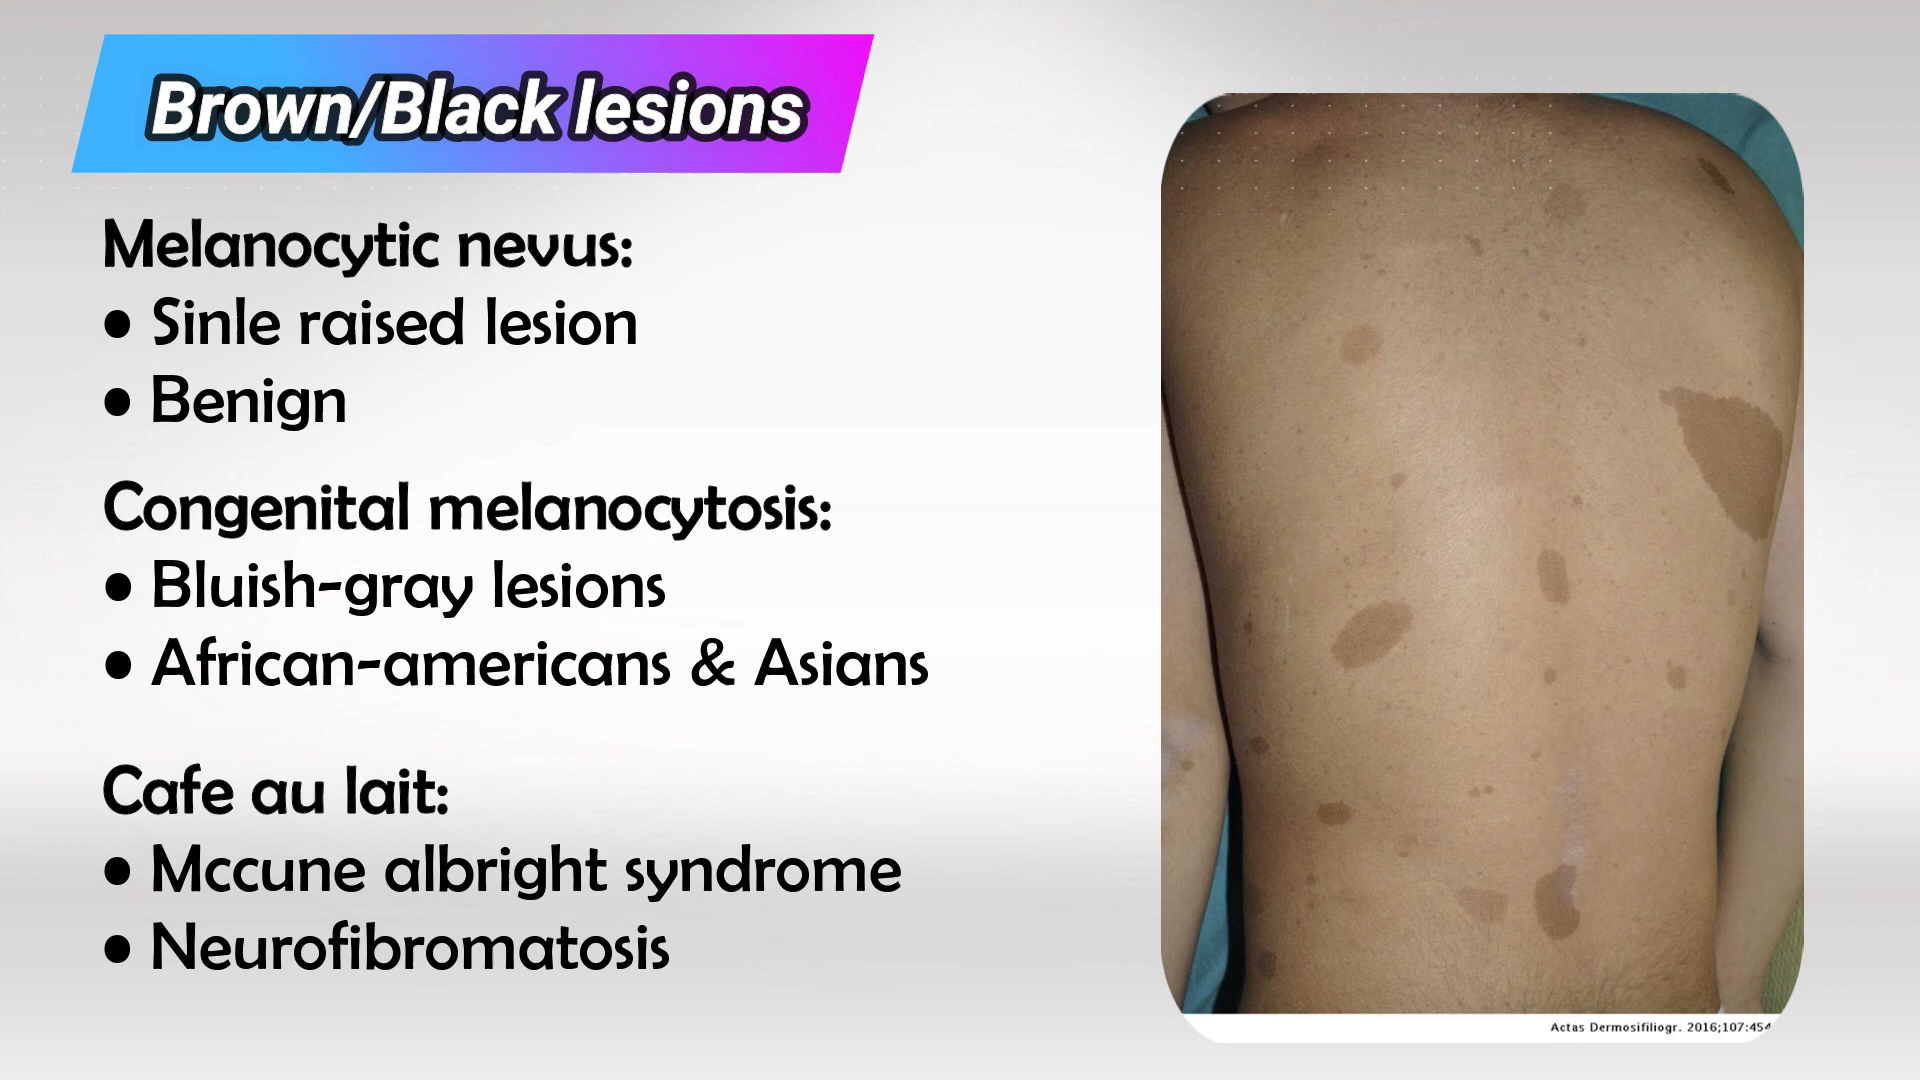 Brown/Black lesions
Melanocytic nevus:
• Sinle raised lesion
• Benign
Congenital melanocytosis:
• Bluish-gray lesions
• African-americans & Asians
Cafe au lait:
• Mccune albright syndrome
• Neurofibromatosis
Actas Dermosifiliogr. 2016;107:454